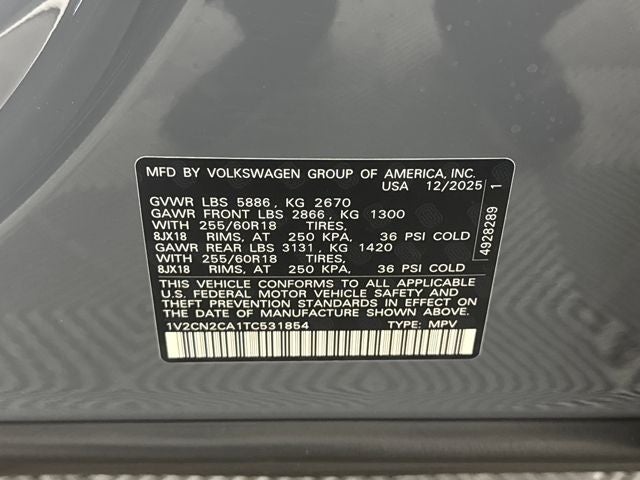 MFD BY VOLKSWAGEN GROUP OF AMERICA, INC.
USA 12/2025
GVWR LBS 5886 , KG 2670
GAWR FRONT LBS 2866 , KG 1300
WITH 255/60R18 TIRES,
8JX18 RIMS, AT 250 KPA, 36 PSI COLD
GAWR REAR LBS 3131 , KG 1420
WITH 255/60R18 TIRES,
8JX18 RIMS, AT 250 KPA, 36 PSI COLD
THIS VEHICLE CONFORMS TO ALL APPLICABLE
U.S. FEDERAL MOTOR VEHICLE SAFETY AND
THEFT PREVENTION STANDARDS IN EFFECT ON
THE DATE OF MANUFACTURE SHOWN ABOVE.
1V2CN2CA1TC531854 TYPE: MPV
4928289 1